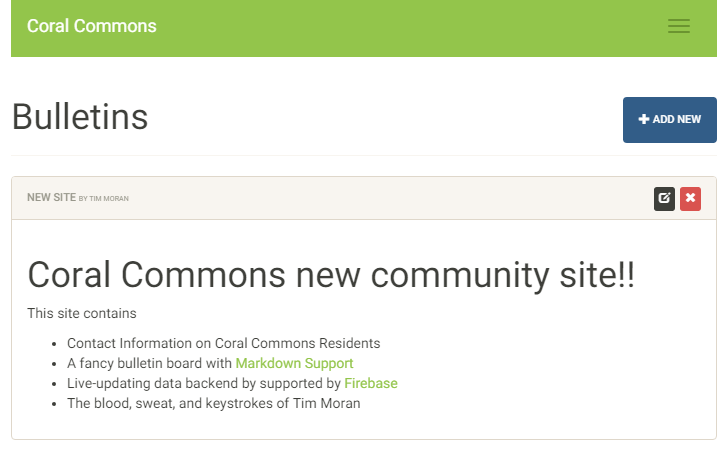 Coral Commons
Bulletins
ADD NEW
NEW SITE BY TIM MORAN
Coral Commons new community site!!
This site contains
Contact Information on Coral Commons Residents
A fancy bulletin board with Markdown Support
Live-updating data backend by supported by Firebase
The blood, sweat, and keystrokes of Tim Moran